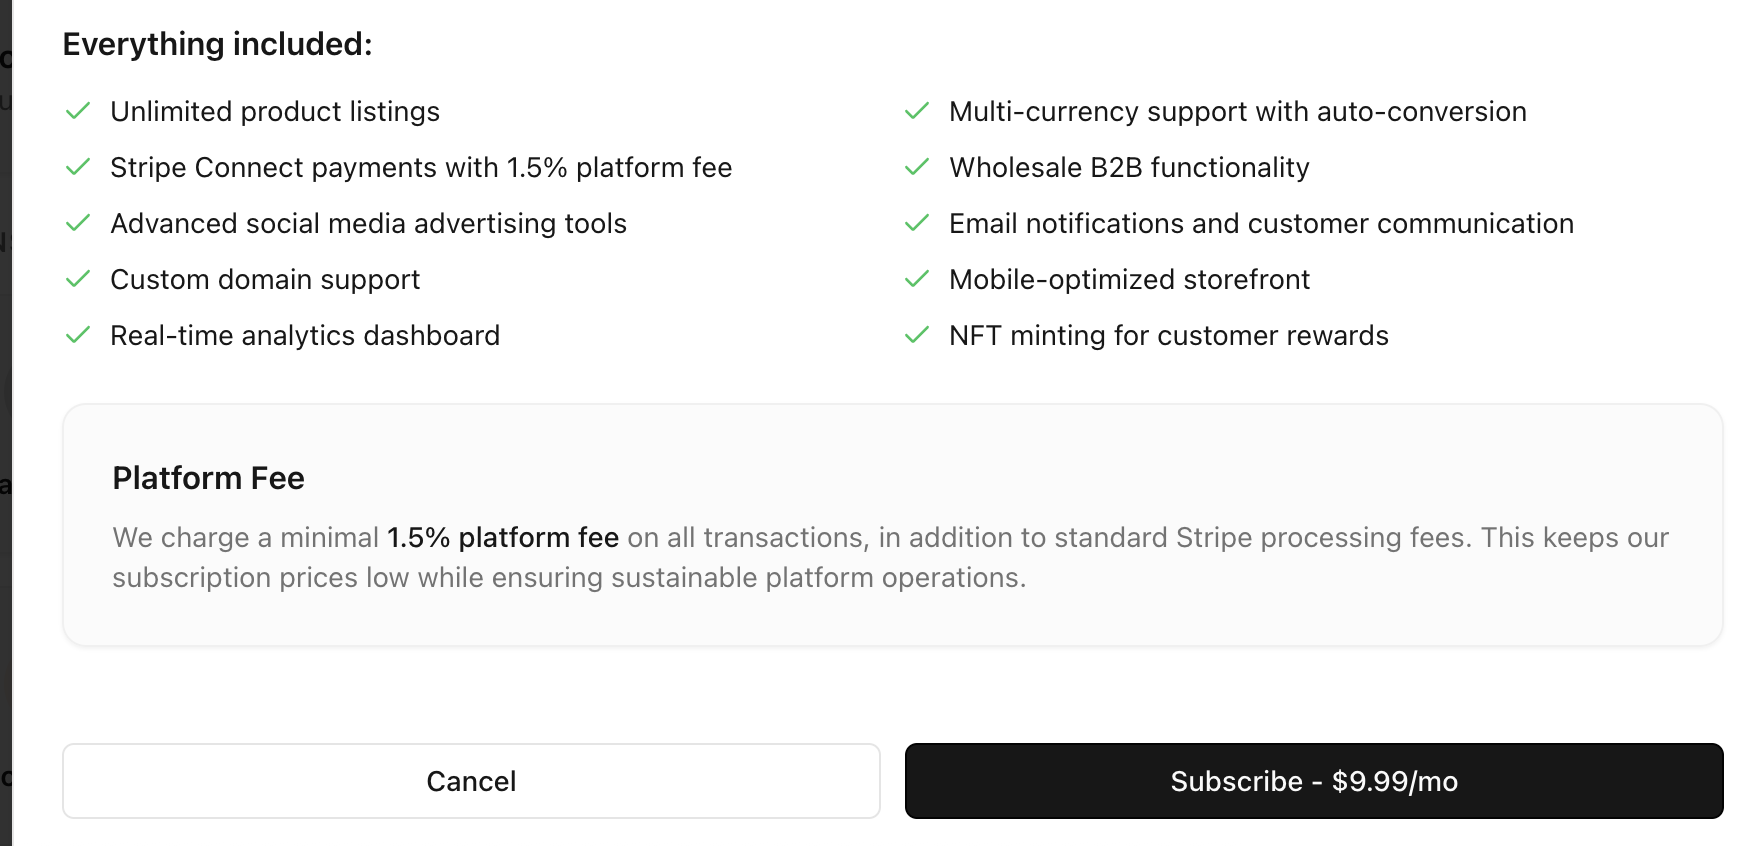 Everything included:
Unlimited product listings
Stripe Connect payments with 1.5% platform fee
Advanced social media advertising tools
Custom domain support
Real-time analytics dashboard
Multi-currency support with auto-conversion
Wholesale B2B functionality
Email notifications and customer communication
Mobile-optimized storefront
NFT minting for customer rewards
Platform Fee
We charge a minimal 1.5% platform fee on all transactions, in addition to standard Stripe processing fees. This keeps our
subscription prices low while ensuring sustainable platform operations.
Cancel
Subscribe - $9.99/mo